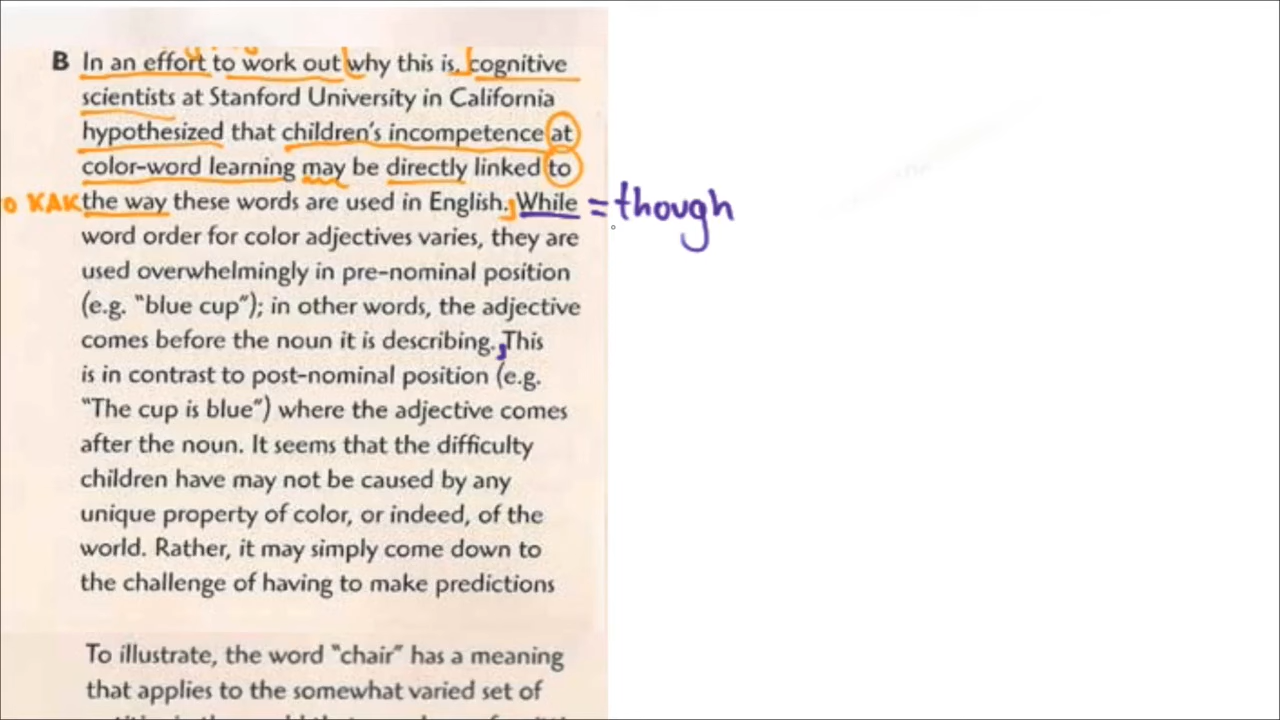 B In an effort to work out why this is, cognitive
scientists at Stanford University in California
hypothesized that children's incompetence at
color-word learning may be directly linked to
о как the way these words are used in English. While = though
word order for color adjectives varies, they are
used overwhelmingly in pre-nominal position
(e.g. "blue cup"); in other words, the adjective
comes before the noun it is describing. This
is in contrast to post-nominal position (e.g.
"The cup is blue") where the adjective comes
after the noun. It seems that the difficulty
children have may not be caused by any
unique property of color, or indeed, of the
world. Rather, it may simply come down to
the challenge of having to make predictions
To illustrate, the word "chair" has a meaning
that applies to the somewhat varied set of